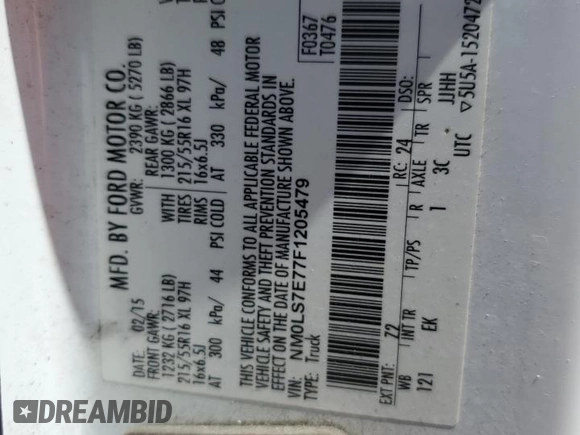 MFD. BY FORD MOTOR CO.
DATE: 02/15 GVWR: 2390 KG ( 5270 LB)
FRONT GAWR: REAR GAWR:
1232 KG ( 2716 LB) WITH 1300 KG ( 2866 LB)
215/55R16 XL 97H TIRES 215/55R16 XL 97H
16x6.5J RIMS 16x6.5J
AT 300 kPa/ 44 PSI COLD AT 330 kPa/ 48 PSI
THIS VEHICLE CONFORMS TO ALL APPLICABLE FEDERAL MOTOR
VEHICLE SAFETY AND THEFT PREVENTION STANDARDS IN
EFFECT ON THE DATE OF MANUFACTURE SHOWN ABOVE.
VIN: NM0LS7E77F1205479
TYPE: Truck
F0367
T0476
EXT PNT: Z2 RC: 24 DSO:
WB INT TR TP/PS R AXLE TR SPR
121 EK 1 3C JJHH
UTC ▽ 5U5A-1520472
DREAMBID